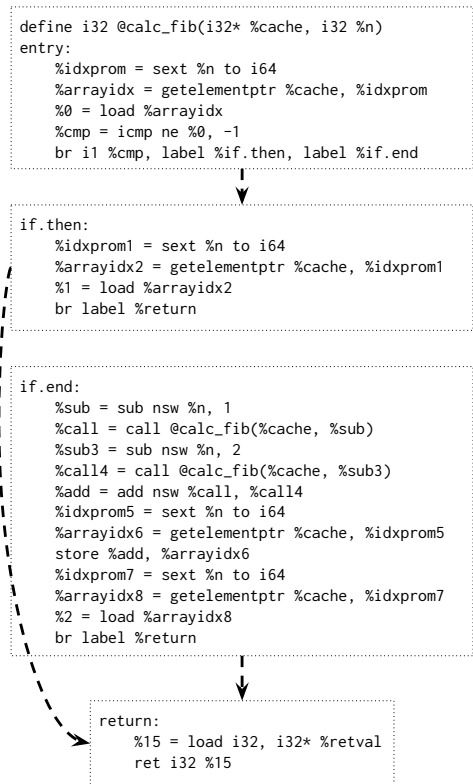 define i32 @calc_fib(i32* %cache, i32 %n)
entry:
%idxprom = sext %n to i64
%arrayidx = getelementptr %cache, %idxprom
%0 = load %arrayidx
%cmp = icmp ne %0, -1
br i1 %cmp, label %if.then, label %if.end
if.then:
%idxprom1 = sext %n to i64
%arrayidx2 = getelementptr %cache, %idxprom1
%1 = load %arrayidx2
br label %return
if.end:
%sub = sub nsw %n, 1
%call = call @calc_fib(%cache, %sub)
%sub3 = sub nsw %n, 2
%call4 = call @calc_fib(%cache, %sub3)
%add = add nsw %call, %call4
%idxprom5 = sext %n to i64
%arrayidx6 = getelementptr %cache, %idxprom5
store %add, %arrayidx6
%idxprom7 = sext %n to i64
%arrayidx8 = getelementptr %cache, %idxprom7
%2 = load %arrayidx8
br label %return
return:
%15 = load i32, i32* %retval
ret i32 %15